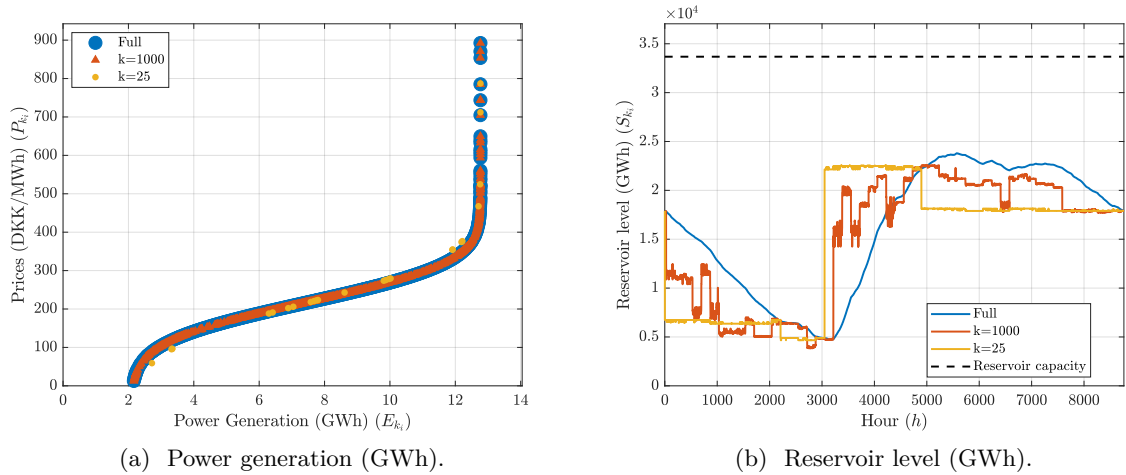 Prices (DKK/MWh) (P_{k_i})
900
800
700
600
500
400
300
200
100
0
Full
k=1000
k=25
0 2 4 6 8 10 12 14
Power Generation (GWh) (E_{k_i})
(a) Power generation (GWh).
×10⁴
Reservoir level (GWh) (S_{k_i})
3.5
3
2.5
2
1.5
1
0.5
0
Full
k=1000
k=25
Reservoir capacity
0 1000 2000 3000 4000 5000 6000 7000 8000
Hour (h)
(b) Reservoir level (GWh).